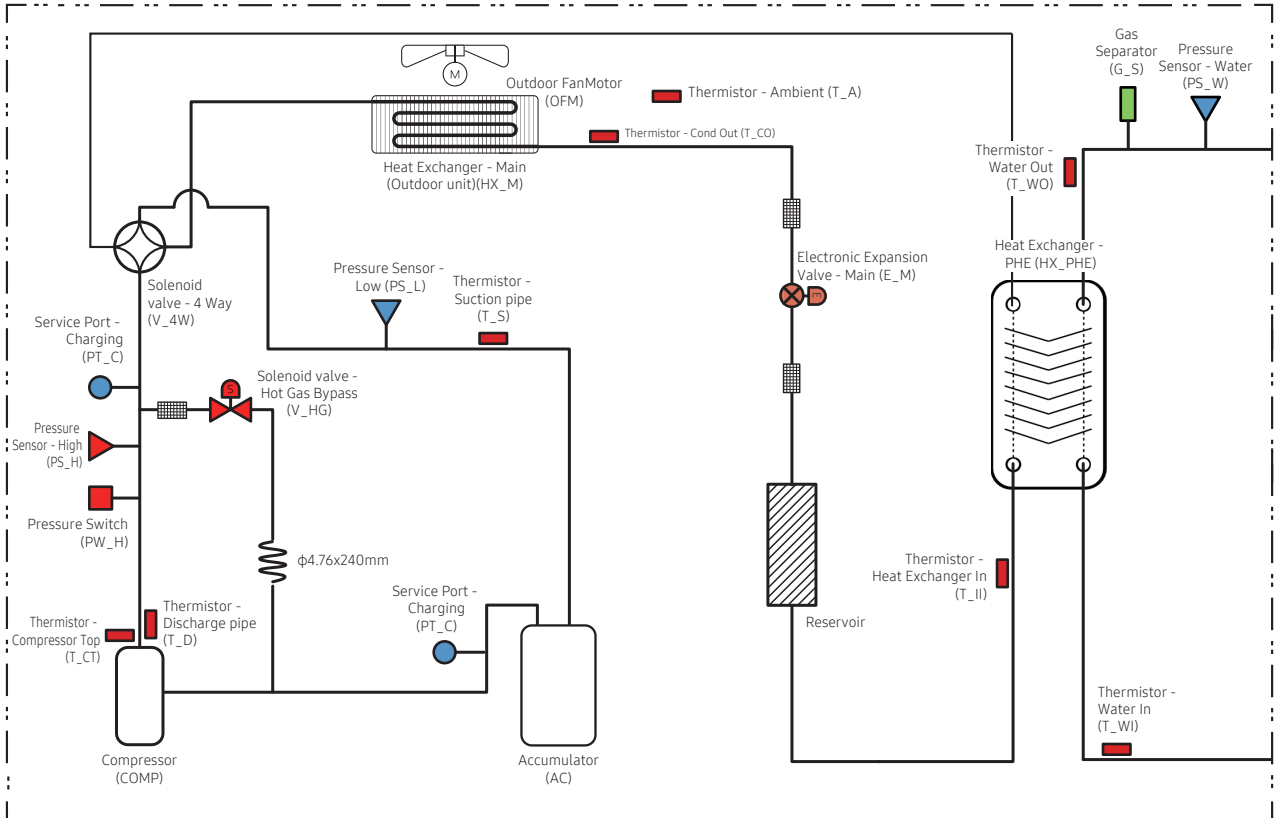 Gas
Separator
(G_S)
Pressure
Sensor - Water
(PS_W)
M
Outdoor FanMotor
(OFM)
Thermistor - Ambient (T_A)
Thermistor - Cond Out (T_CO)
Heat Exchanger - Main
(Outdoor unit)(HX_M)
Thermistor -
Water Out
(T_WO)
Heat Exchanger -
PHE (HX_PHE)
Solenoid
valve - 4 Way
(V_4W)
Pressure Sensor -
Low (PS_L)
Thermistor -
Suction pipe
(T_S)
Electronic Expansion
Valve - Main (E_M)
E
Service Port -
Charging
(PT_C)
S
Solenoid valve -
Hot Gas Bypass
(V_HG)
Pressure
Sensor - High
(PS_H)
Pressure Switch
(PW_H)
ϕ4.76x240mm
Thermistor -
Heat Exchanger In
(T_II)
Service Port -
Charging
(PT_C)
Thermistor -
Discharge pipe
(T_D)
Thermistor -
Compressor Top
(T_CT)
Reservoir
Thermistor -
Water In
(T_WI)
Compressor
(COMP)
Accumulator
(AC)